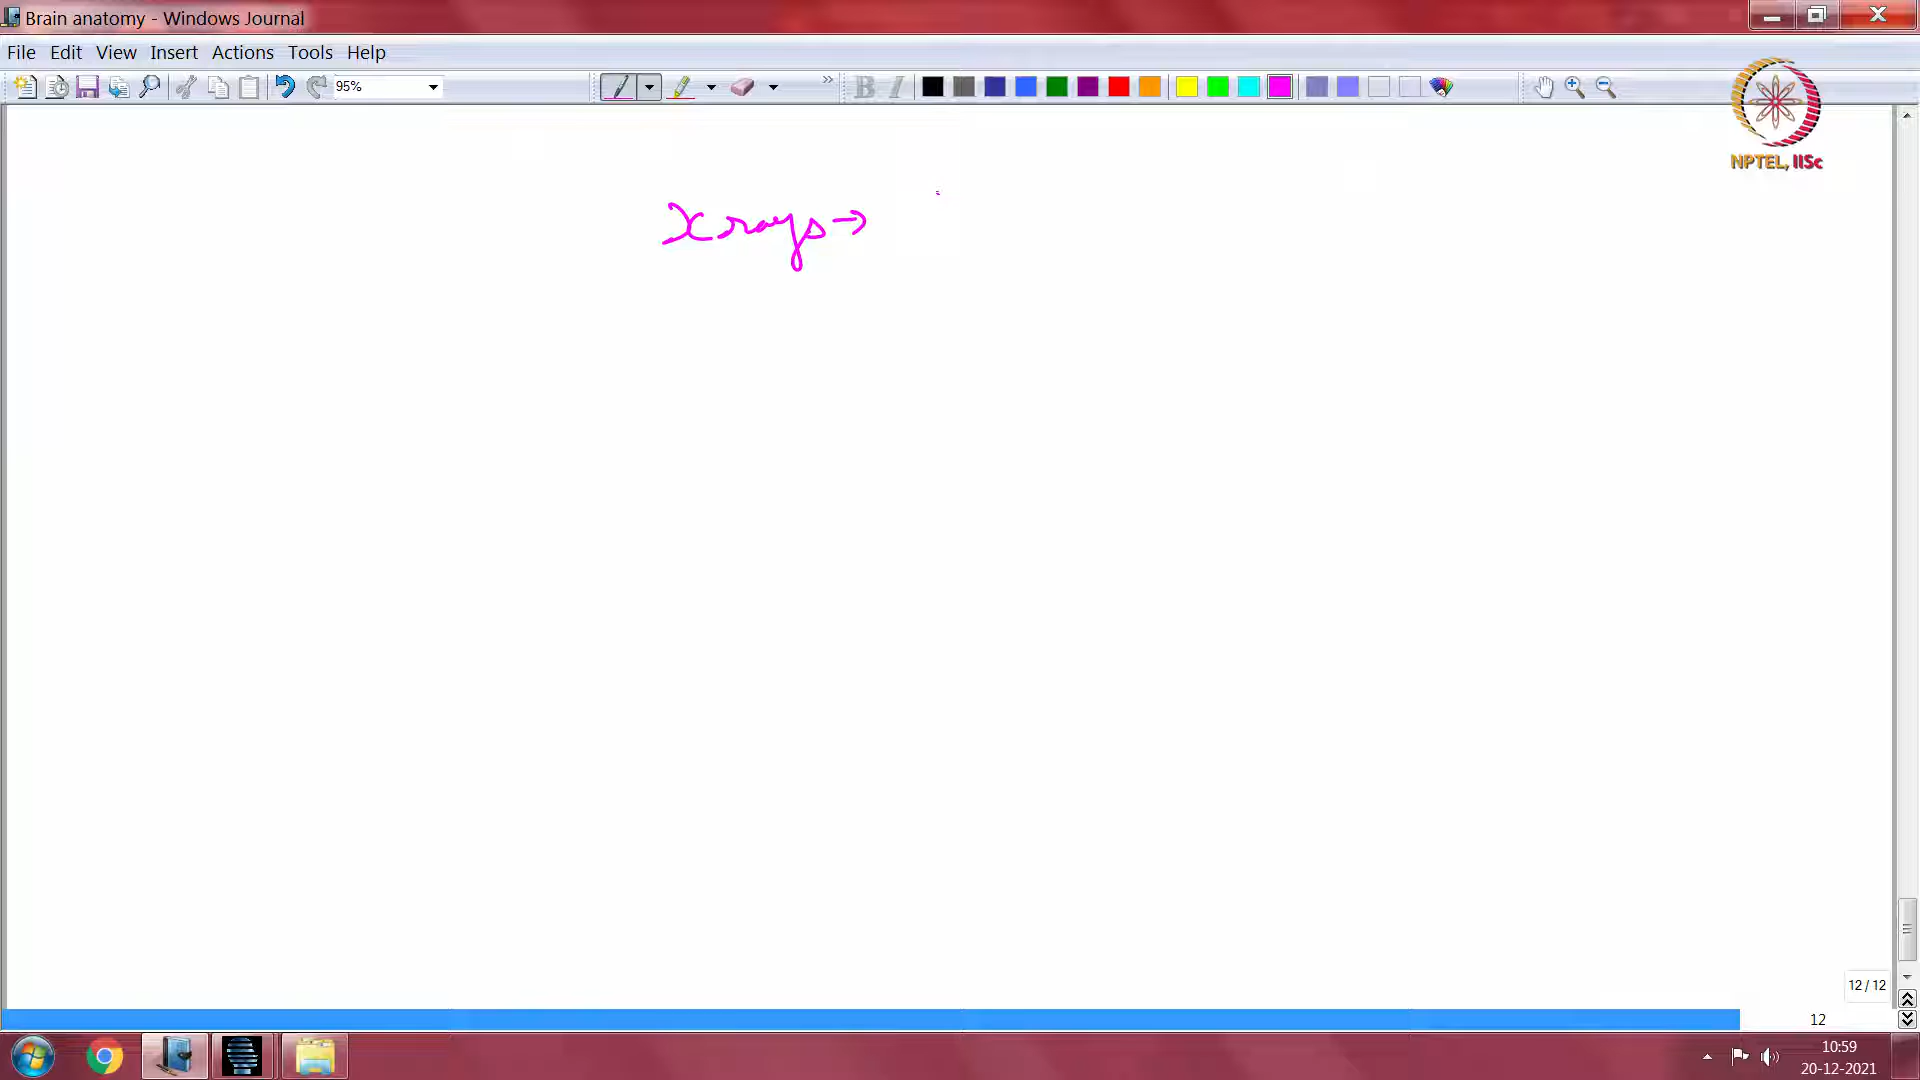 Brain anatomy - Windows Journal
File Edit View Insert Actions Tools Help
95%
B I
NPTEL, IISc
X rays →
12 / 12
12
10:59
20-12-2021